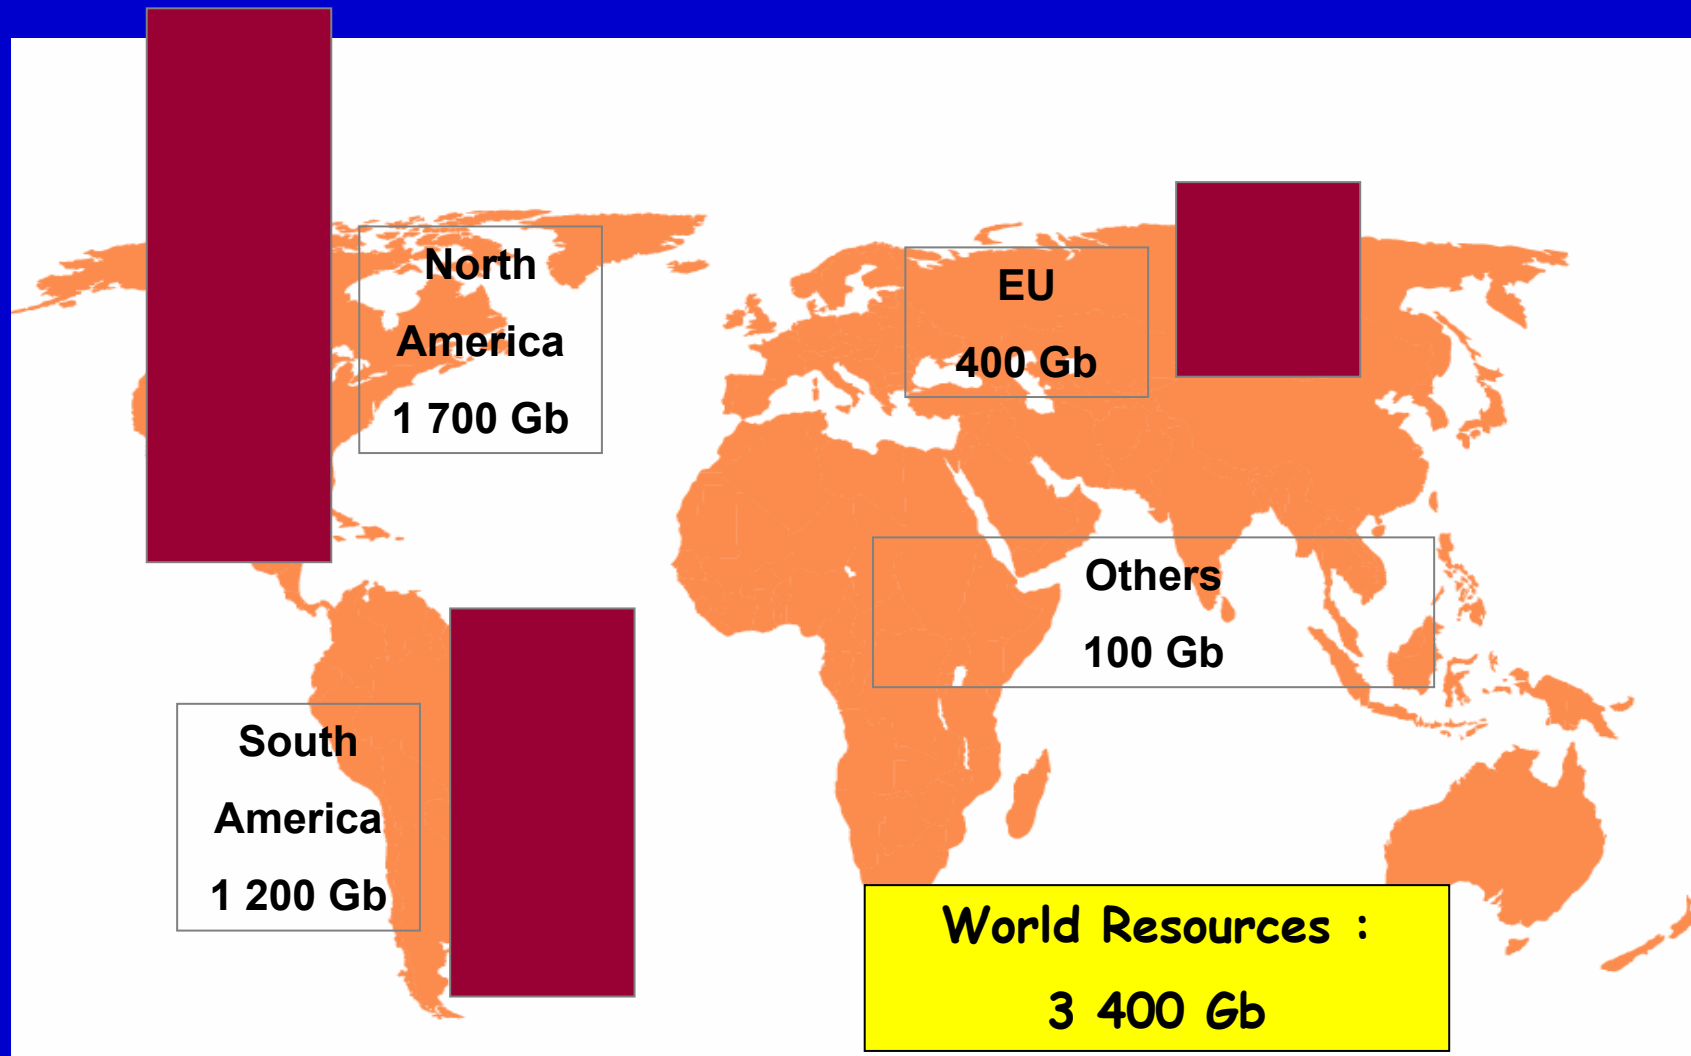 North
America
1 700 Gb
EU
400 Gb
Others
100 Gb
South
America
1 200 Gb
World Resources :
3 400 Gb